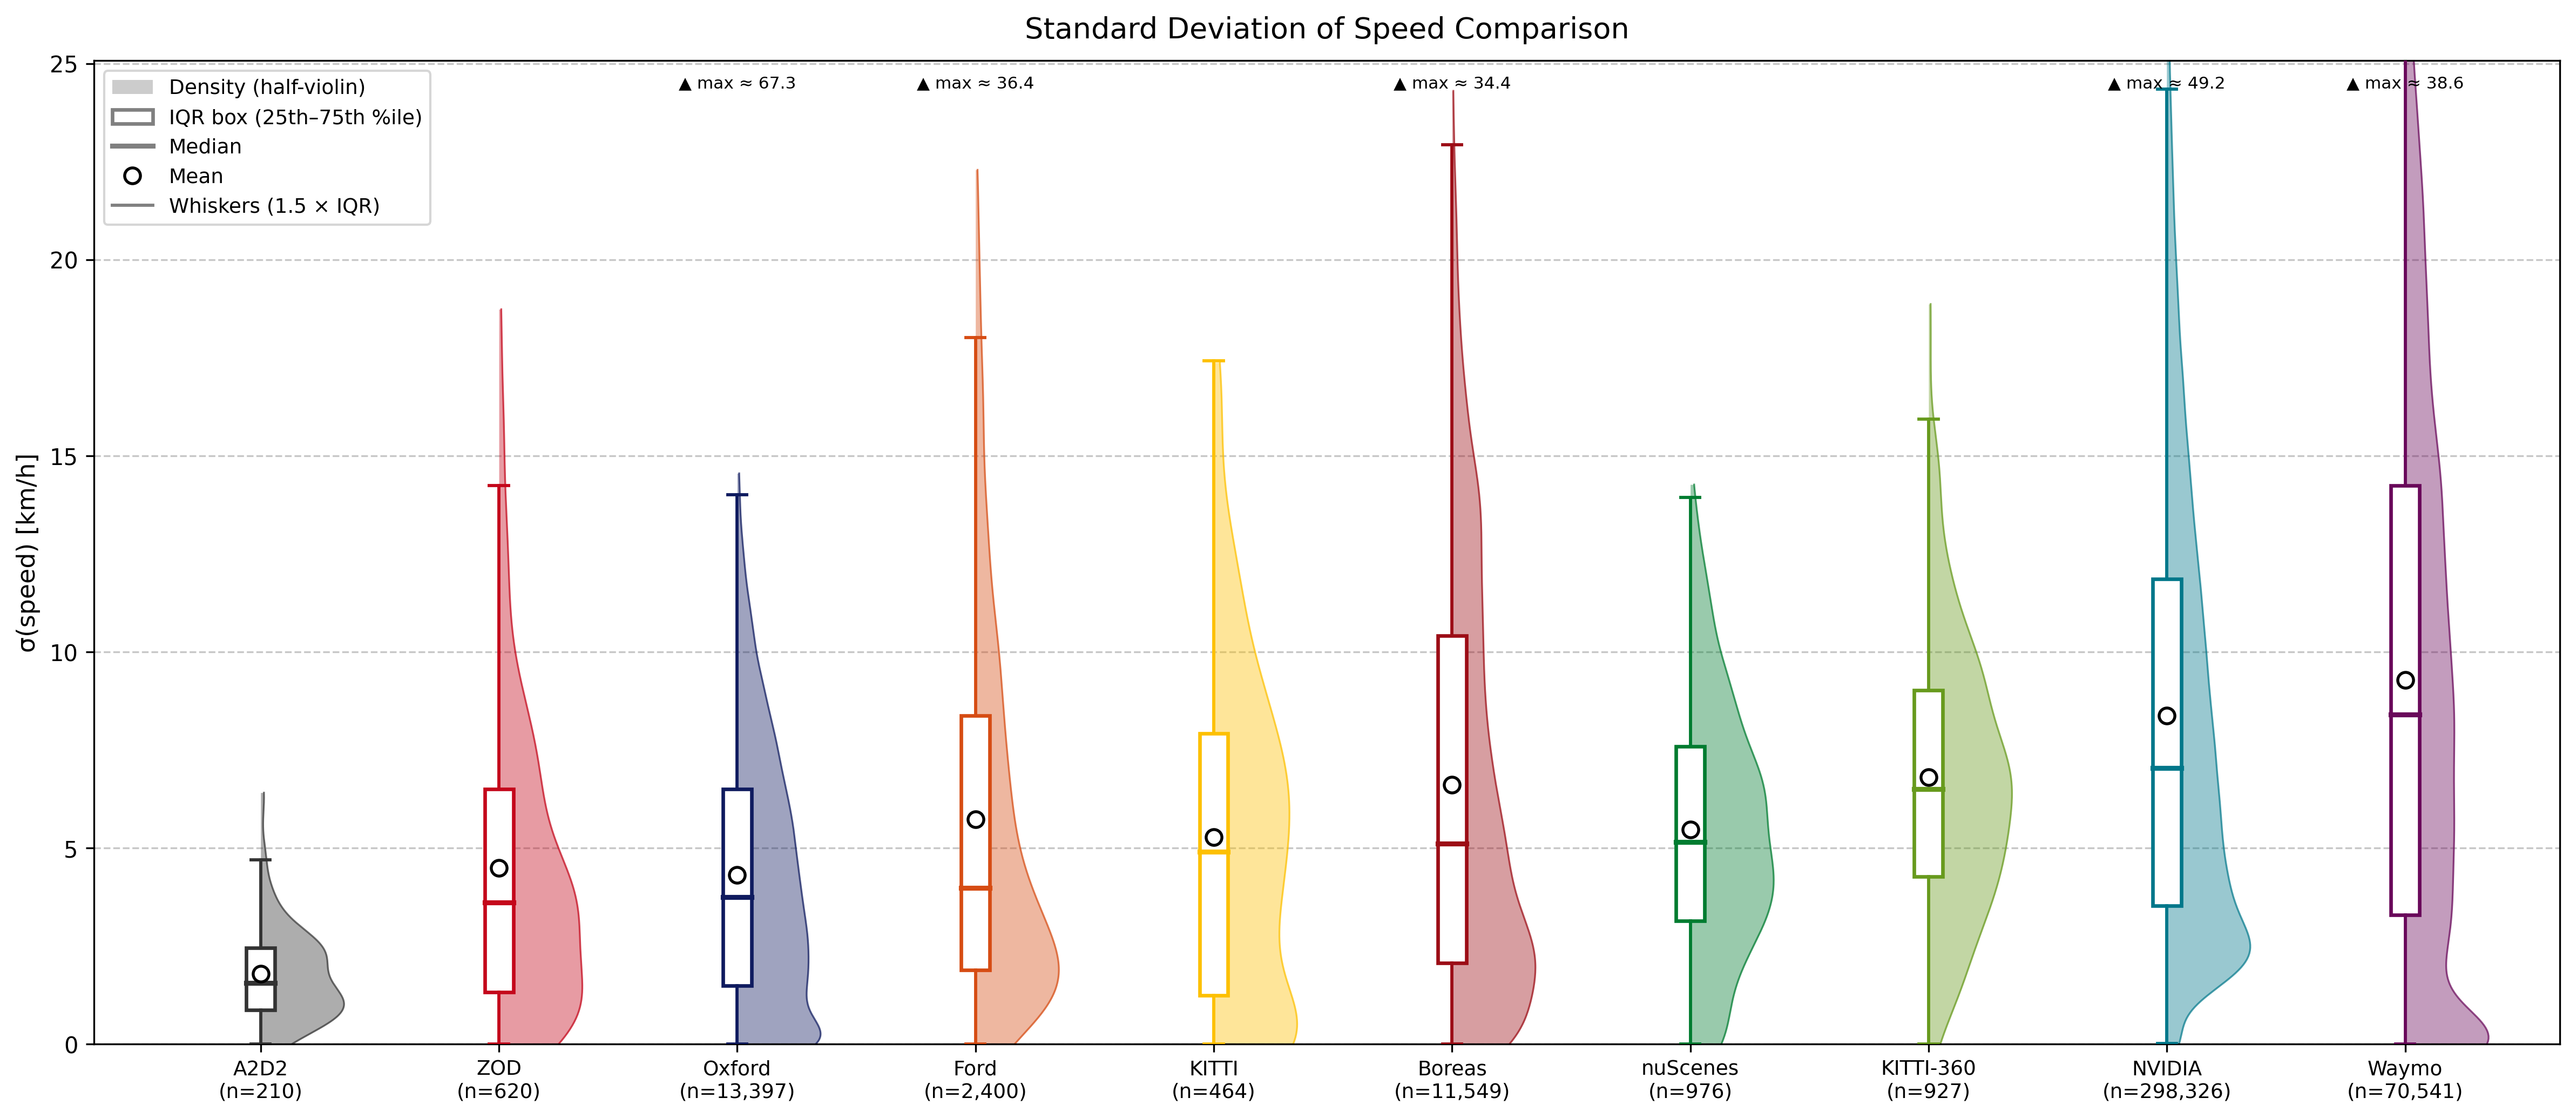 Standard Deviation of Speed Comparison
25
20
15
10
5
0
σ(speed) [km/h]
Density (half-violin)
IQR box (25th–75th %ile)
Median
Mean
Whiskers (1.5 × IQR)
▲ max ≈ 67.3
▲ max ≈ 36.4
▲ max ≈ 34.4
▲ max ≈ 49.2
▲ max ≈ 38.6
A2D2
(n=210)
ZOD
(n=620)
Oxford
(n=13,397)
Ford
(n=2,400)
KITTI
(n=464)
Boreas
(n=11,549)
nuScenes
(n=976)
KITTI-360
(n=927)
NVIDIA
(n=298,326)
Waymo
(n=70,541)